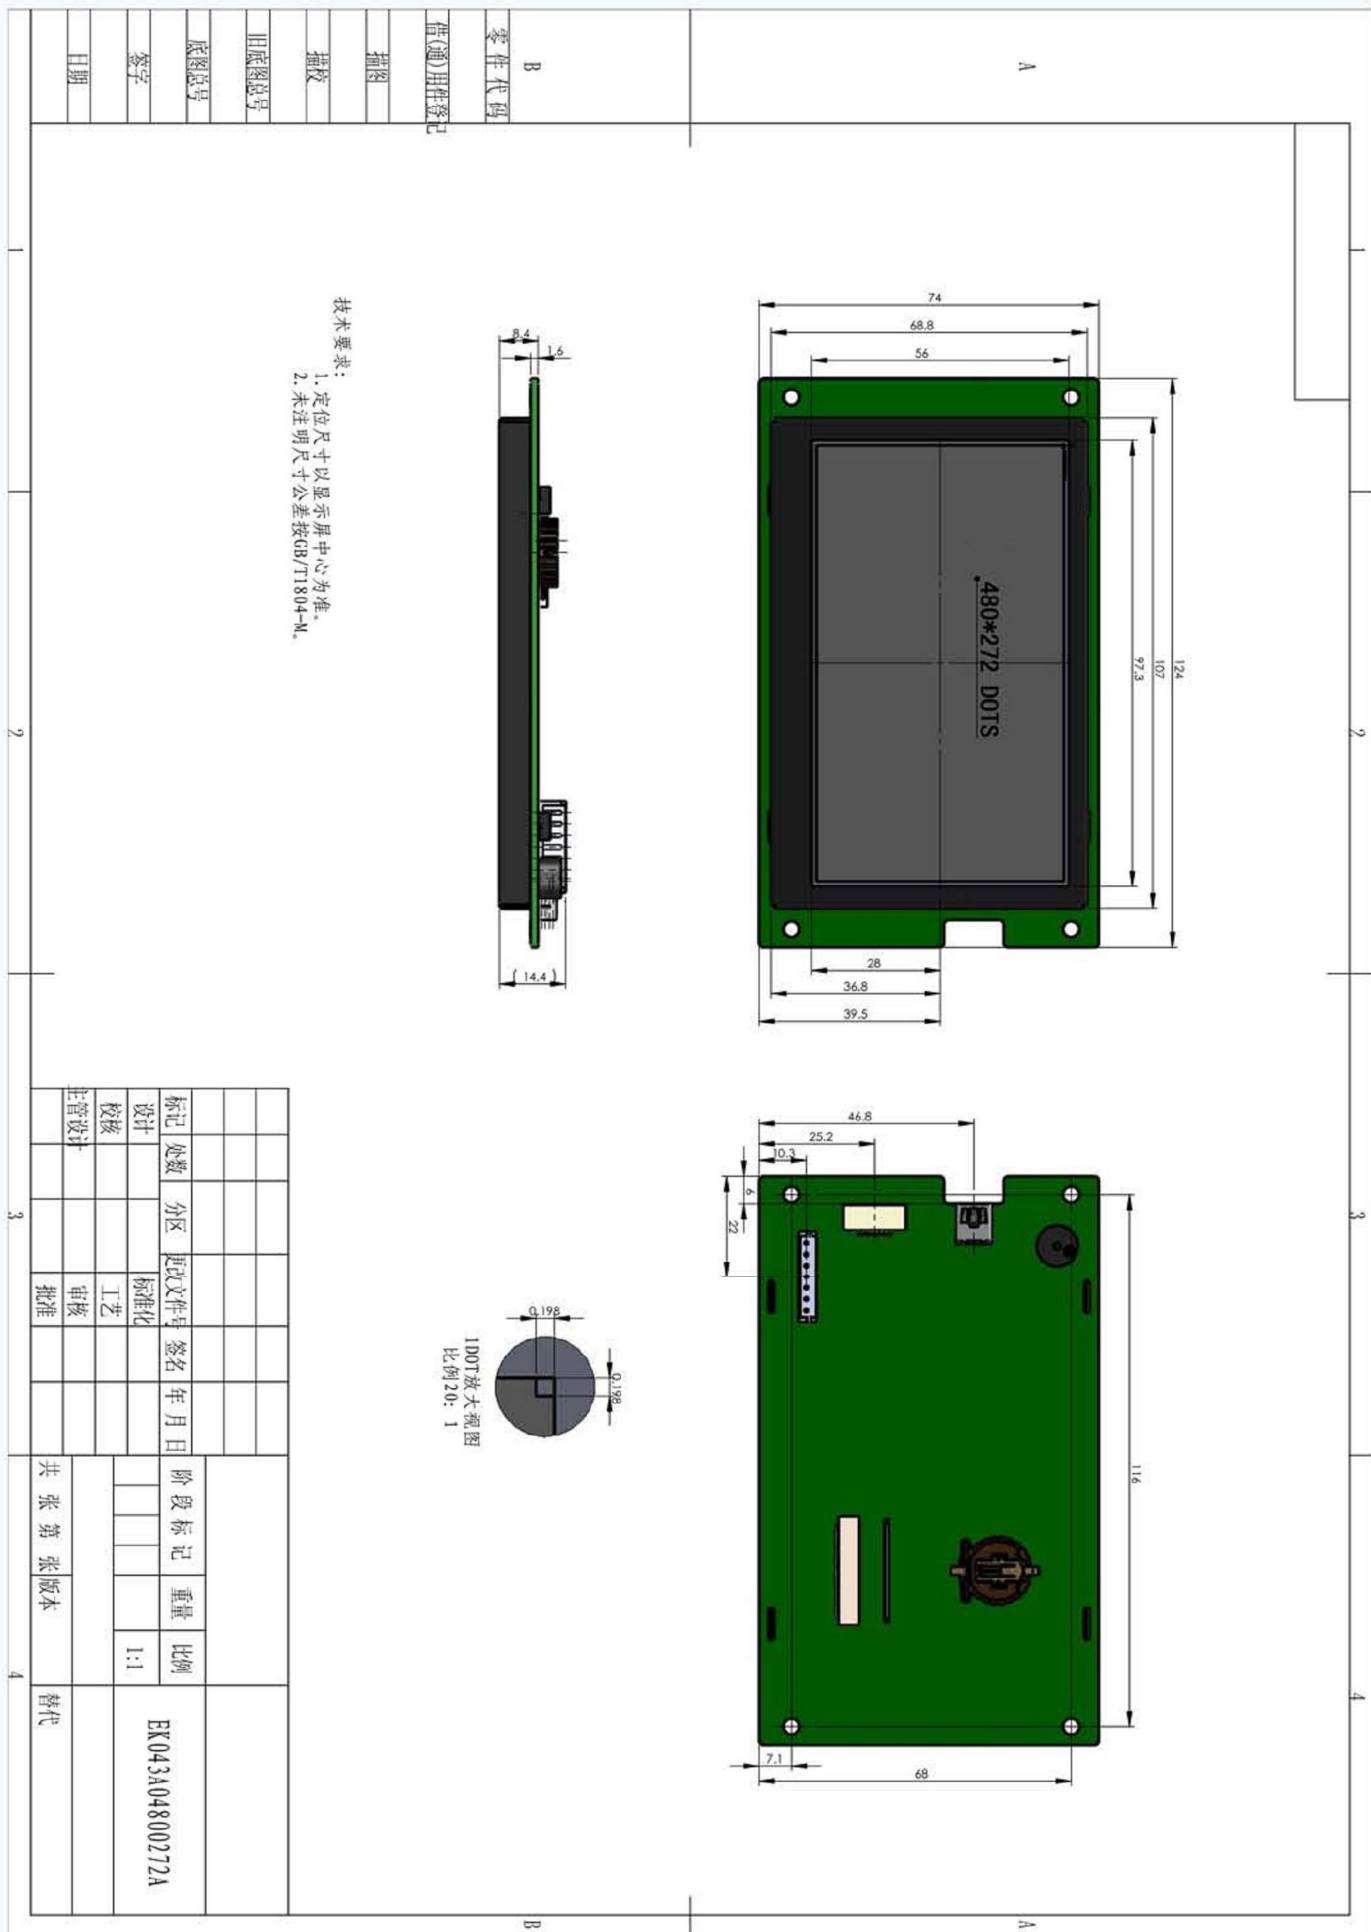 A
B
零件代码
借(通)用件登记
描图
描校
旧底图总号
底图总号
签字
日期
1
1
2
2
3
3
4
4
A
B
74
68.8
56
124
107
97.3
.480*272 DOTS
28
36.8
39.5
8.4
1.6
(14.4)
技术要求:
1. 定位尺寸以显示屏中心为准。
2. 未注明尺寸公差按GB/T1804-M。
46.8
25.2
10.3
6
22
116
7.1
68
0.198
0.198
1DOT放大视图
比例20: 1
标记 处数 分区 更改文件号 签名 年月日
设计 标准化
校核 工艺
主管设计 审核
批准
阶段标记 重量 比例
1:1
共 张 第 张 版本
替代
EK043A04800272A